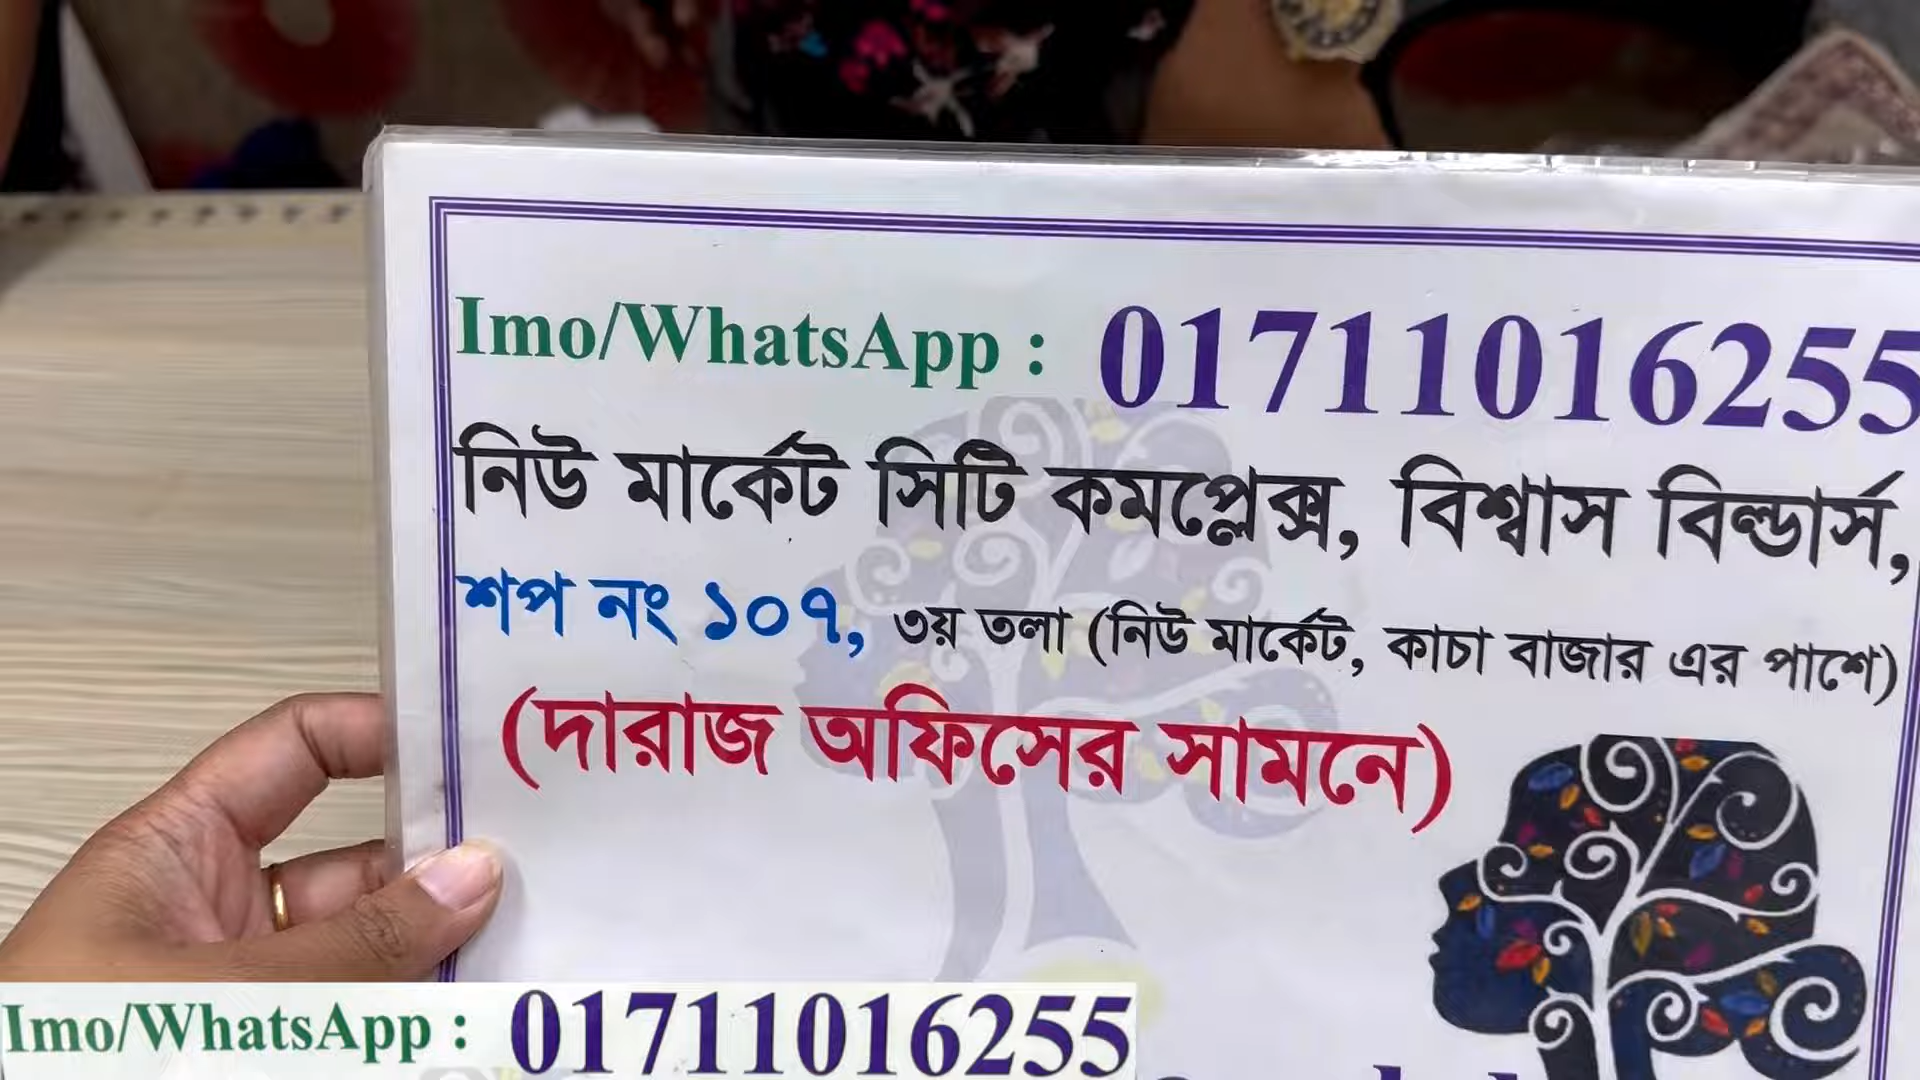 Imo/WhatsApp : 01711016255
নিউ মার্কেট সিটি কমপ্লেক্স, বিশ্বাস বিল্ডার্স,
শপ নং ১০৭, ৩য় তলা (নিউ মার্কেট, কাচা বাজার এর পাশে)
(দারাজ অফিসের সামনে)
Imo/WhatsApp : 01711016255